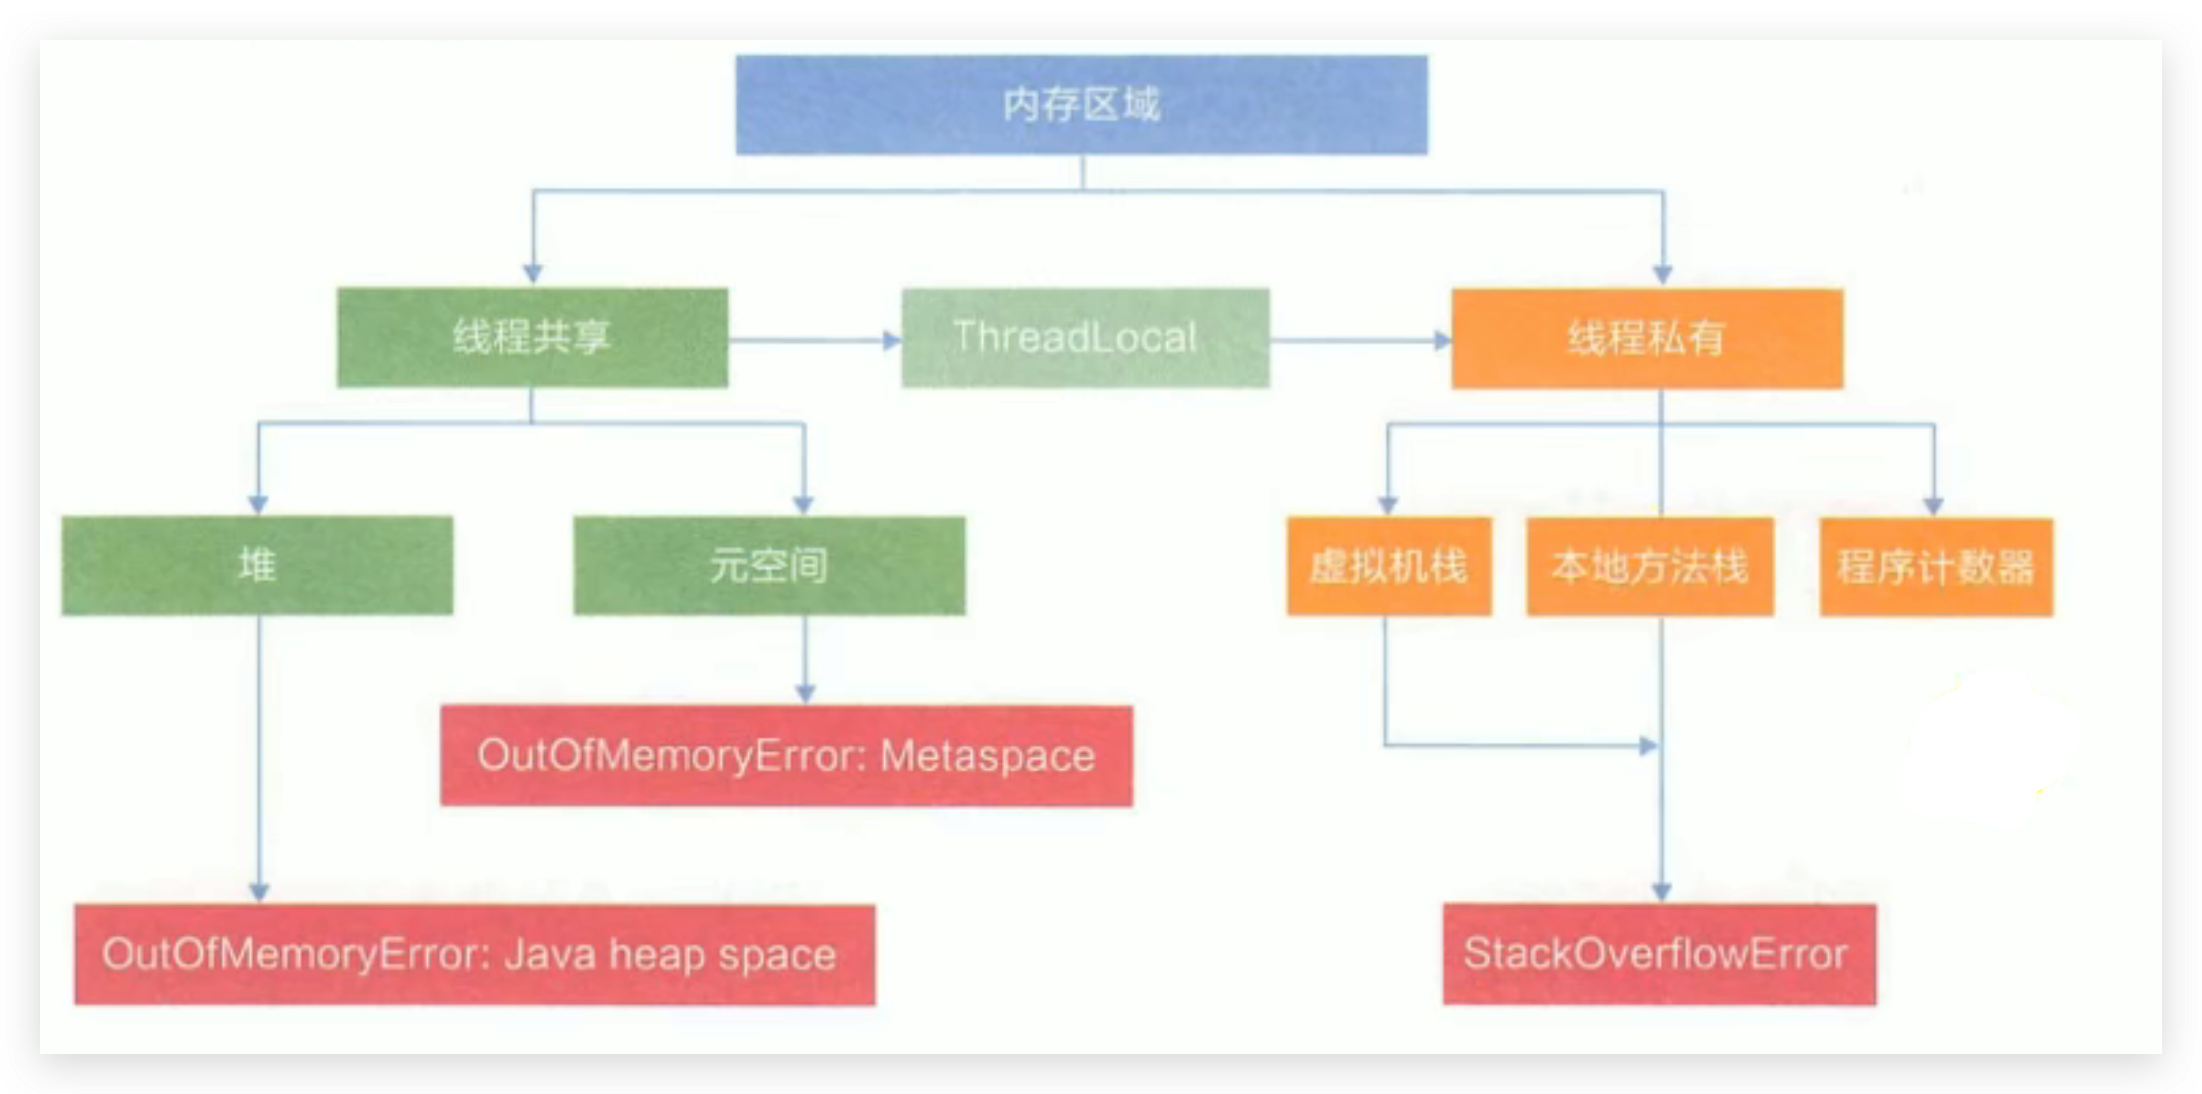 内存区域
线程共享
ThreadLocal
线程私有
堆
元空间
虚拟机栈
本地方法栈
程序计数器
OutOfMemoryError: Metaspace
OutOfMemoryError: Java heap space
StackOverflowError